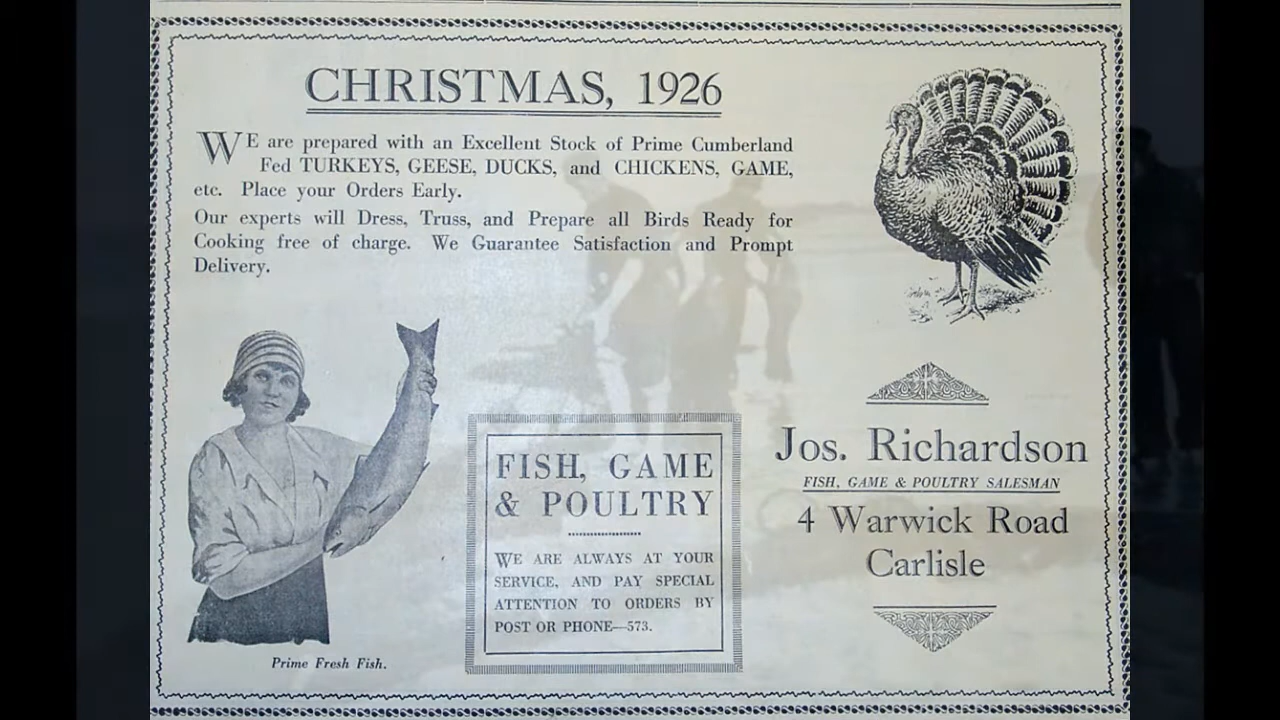 CHRISTMAS, 1926
WE are prepared with an Excellent Stock of Prime Cumberland
Fed TURKEYS, GEESE, DUCKS, and CHICKENS, GAME,
etc. Place your Orders Early.
Our experts will Dress, Truss, and Prepare all Birds Ready for
Cooking free of charge. We Guarantee Satisfaction and Prompt
Delivery.
Prime Fresh Fish.
FISH, GAME
& POULTRY
WE ARE ALWAYS AT YOUR
SERVICE, AND PAY SPECIAL
ATTENTION TO ORDERS BY
POST OR PHONE—573.
Jos. Richardson
FISH, GAME & POULTRY SALESMAN
4 Warwick Road
Carlisle